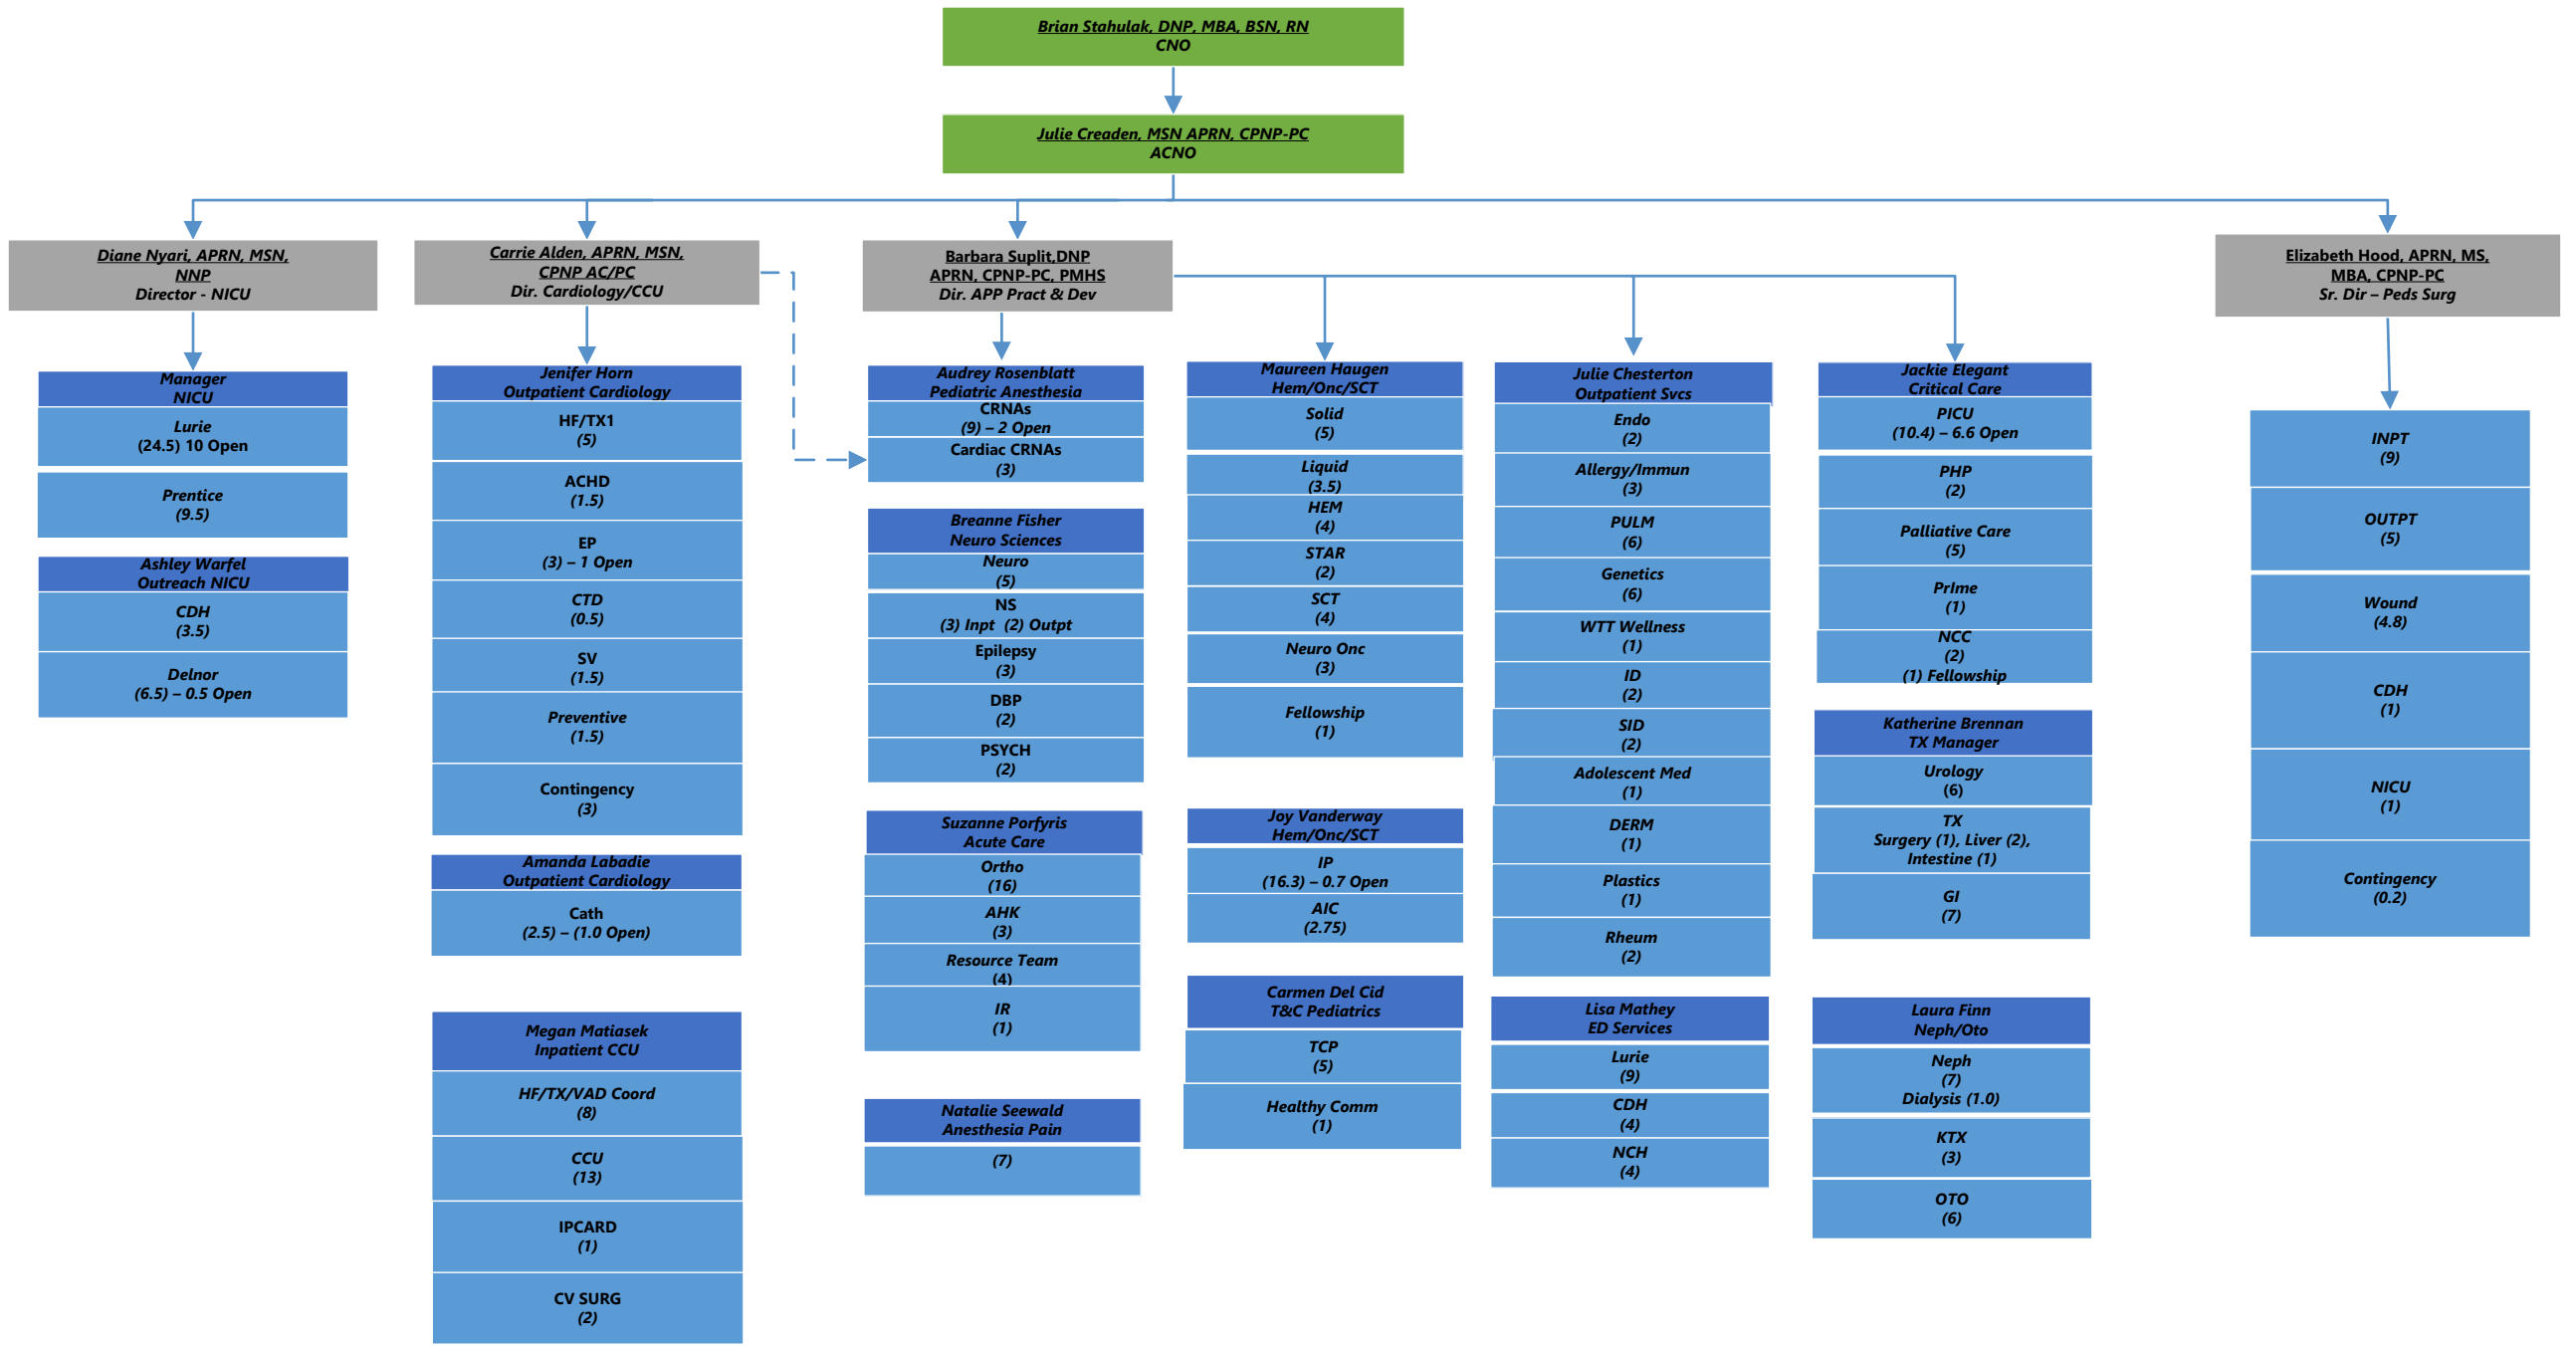 Brian Stahulak, DNP, MBA, BSN, RN
CNO
Julie Creaden, MSN APRN, CPNP-PC
ACNO
Diane Nyari, APRN, MSN,
NNP
Director - NICU
Carrie Alden, APRN, MSN,
CPNP AC/PC
Dir. Cardiology/CCU
Barbara Suplit,DNP
APRN, CPNP-PC, PMHS
Dir. APP Pract & Dev
Elizabeth Hood, APRN, MS,
MBA, CPNP-PC
Sr. Dir – Peds Surg
Manager
NICU
Lurie
(24.5) 10 Open
Prentice
(9.5)
Ashley Warfel
Outreach NICU
CDH
(3.5)
Delnor
(6.5) – 0.5 Open
Jenifer Horn
Outpatient Cardiology
HF/TX1
(5)
ACHD
(1.5)
EP
(3) – 1 Open
CTD
(0.5)
SV
(1.5)
Preventive
(1.5)
Contingency
(3)
Amanda Labadie
Outpatient Cardiology
Cath
(2.5) – (1.0 Open)
Megan Matiasek
Inpatient CCU
HF/TX/VAD Coord
(8)
CCU
(13)
IPCARD
(1)
CV SURG
(2)
Audrey Rosenblatt
Pediatric Anesthesia
CRNAs
(9) – 2 Open
Cardiac CRNAs
(3)
Breanne Fisher
Neuro Sciences
Neuro
(5)
NS
(3) Inpt (2) Outpt
Epilepsy
(3)
DBP
(2)
PSYCH
(2)
Suzanne Porfyris
Acute Care
Ortho
(16)
AHK
(3)
Resource Team
(4)
IR
(1)
Natalie Seewald
Anesthesia Pain
(7)
Maureen Haugen
Hem/Onc/SCT
Solid
(5)
Liquid
(3.5)
HEM
(4)
STAR
(2)
SCT
(4)
Neuro Onc
(3)
Fellowship
(1)
Joy Vanderway
Hem/Onc/SCT
IP
(16.3) – 0.7 Open
AIC
(2.75)
Carmen Del Cid
T&C Pediatrics
TCP
(5)
Healthy Comm
(1)
Julie Chesterton
Outpatient Svcs
Endo
(2)
Allergy/Immun
(3)
PULM
(6)
Genetics
(6)
WTT Wellness
(1)
ID
(2)
SID
(2)
Adolescent Med
(1)
DERM
(1)
Plastics
(1)
Rheum
(2)
Lisa Mathey
ED Services
Lurie
(9)
CDH
(4)
NCH
(4)
Jackie Elegant
Critical Care
PICU
(10.4) – 6.6 Open
PHP
(2)
Palliative Care
(5)
PrIme
(1)
NCC
(2)
(1) Fellowship
Katherine Brennan
TX Manager
Urology
(6)
TX
Surgery (1), Liver (2),
Intestine (1)
GI
(7)
Laura Finn
Neph/Oto
Neph
(7)
Dialysis (1.0)
KTX
(3)
OTO
(6)
INPT
(9)
OUTPT
(5)
Wound
(4.8)
CDH
(1)
NICU
(1)
Contingency
(0.2)